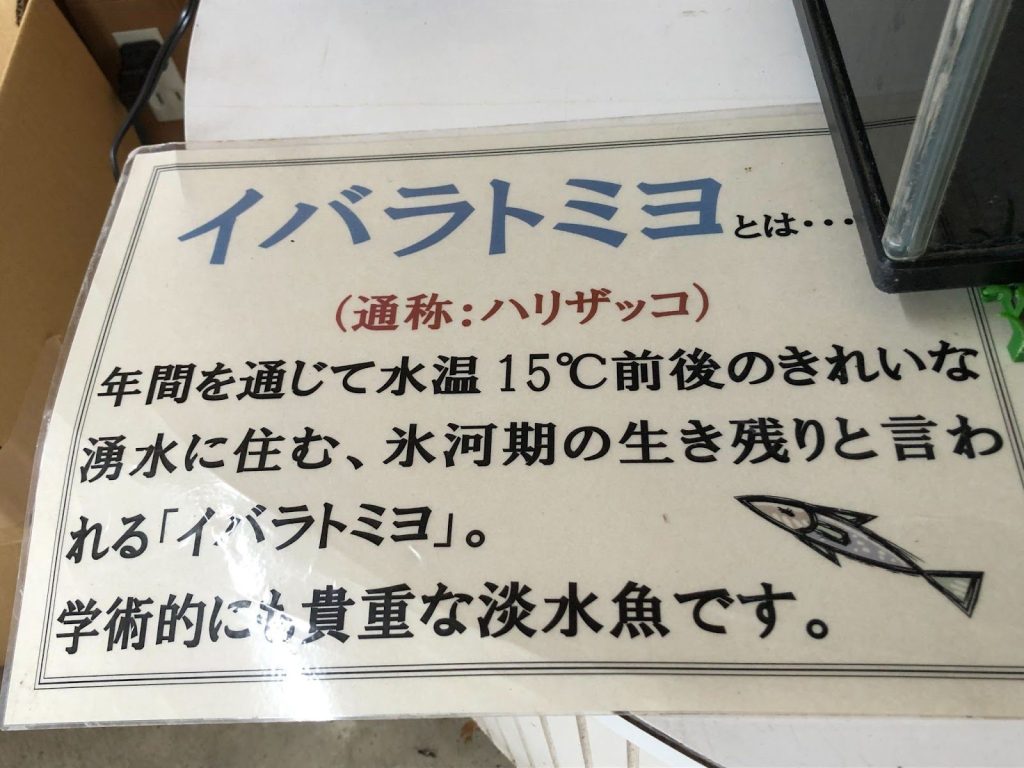 イバラトミヨとは・・・
（通称：ハリザッコ）
年間を通じて水温15℃前後のきれいな
湧水に住む、氷河期の生き残りと言わ
れる「イバラトミヨ」。
学術的にも貴重な淡水魚です。